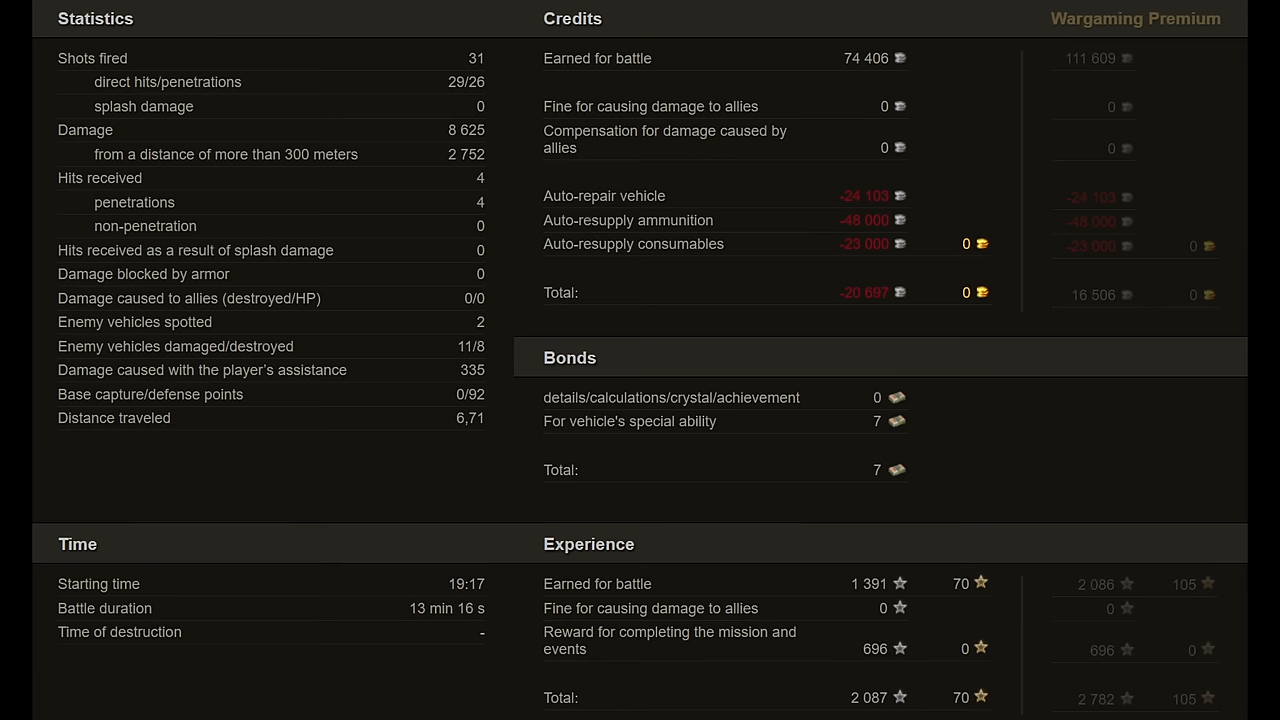 Statistics
Shots fired 31
direct hits/penetrations 29/26
splash damage 0
Damage 8 625
from a distance of more than 300 meters 2 752
Hits received 4
penetrations 4
non-penetration 0
Hits received as a result of splash damage 0
Damage blocked by armor 0
Damage caused to allies (destroyed/HP) 0/0
Enemy vehicles spotted 2
Enemy vehicles damaged/destroyed 11/8
Damage caused with the player's assistance 335
Base capture/defense points 0/92
Distance traveled 6,71
Credits Wargaming Premium
Earned for battle 74 406 111 609
Fine for causing damage to allies 0 0
Compensation for damage caused by
allies 0 0
Auto-repair vehicle -24 103 -24 103
Auto-resupply ammunition -48 000 -48 000
Auto-resupply consumables -23 000 0 -23 000 0
Total: -20 697 0 16 506 0
Bonds
details/calculations/crystal/achievement 0
For vehicle's special ability 7
Total: 7
Time
Starting time 19:17
Battle duration 13 min 16 s
Time of destruction -
Experience
Earned for battle 1 391 70 2 086 105
Fine for causing damage to allies 0 0
Reward for completing the mission and
events 696 0 696 0
Total: 2 087 70 2 782 105